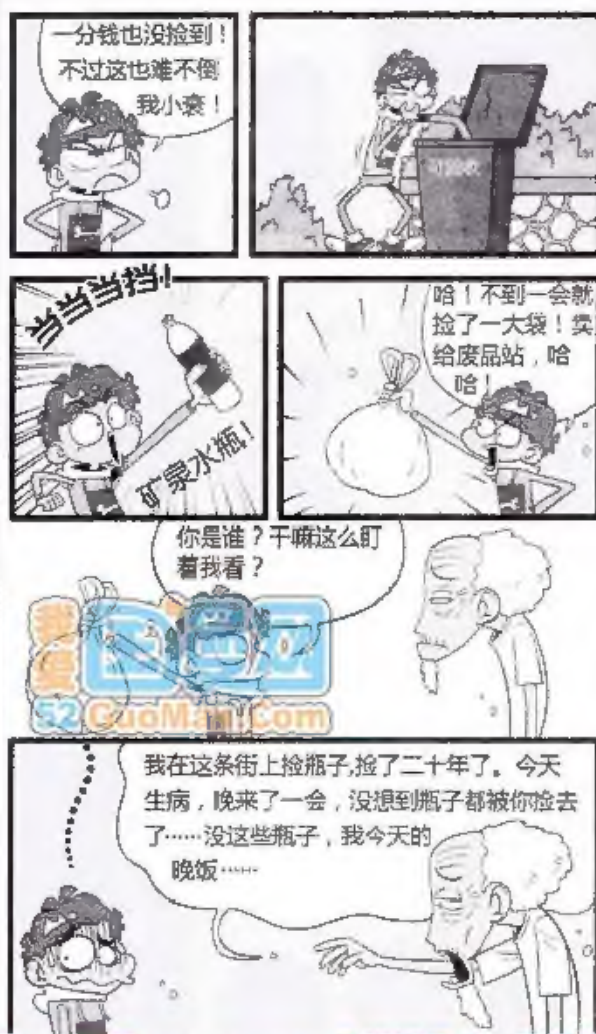 一分钱也没捡到!
不过这也难不倒
我小衰!
当当当挡!
矿泉水瓶!
哈!不到一会就
捡了一大袋!卖
给废品站,哈
哈!
你是谁?干嘛这么盯
着我看?
我爱
52 GuoMan.Com
我在这条街上捡瓶子,捡了二十年了。今天
生病,晚来了一会,没想到瓶子都被你捡去
了……没这些瓶子,我今天的
晚饭……